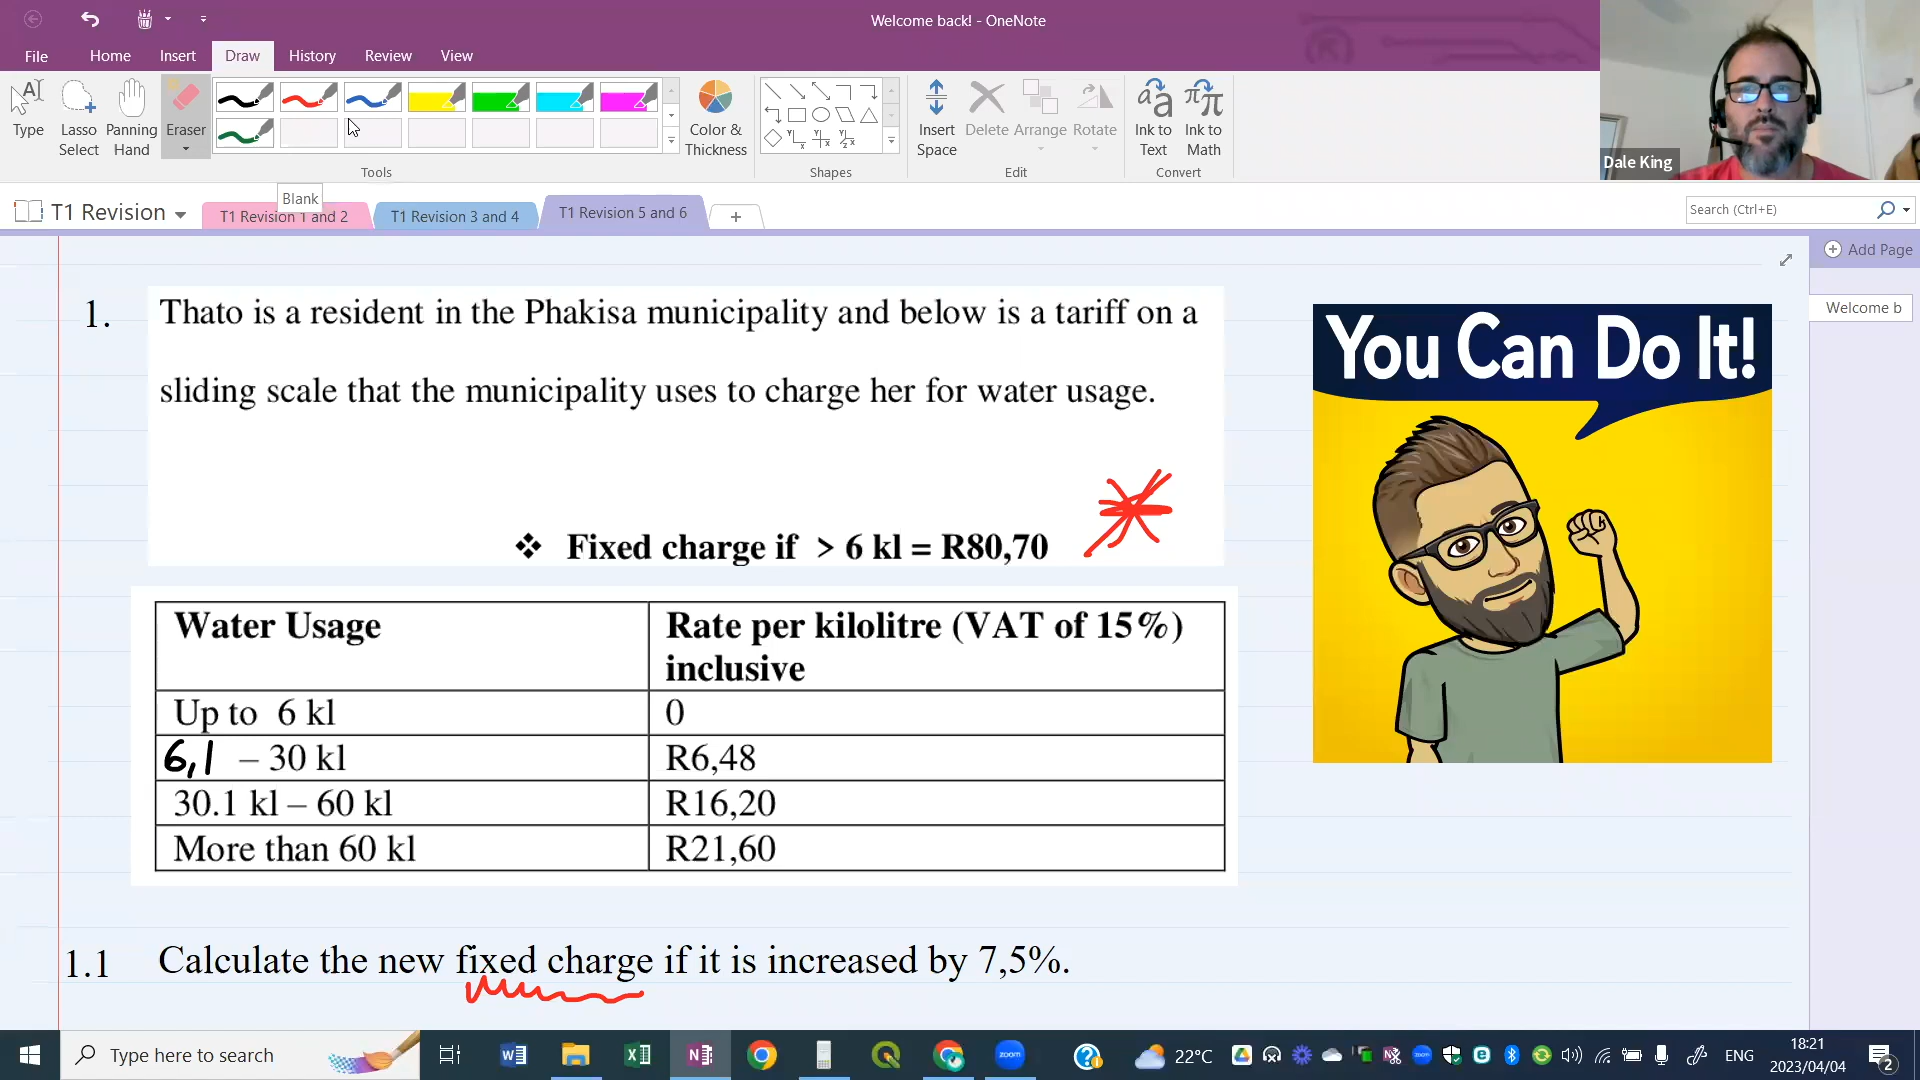 Welcome back! - OneNote
File
Home
Insert
Draw
History
Review
View
Type
Lasso Select
Panning Hand
Eraser
Color & Thickness
Insert Space
Delete
Arrange
Rotate
Ink to Text
Ink to Math
Tools
Shapes
Edit
Convert
Dale King
Blank
T1 Revision
T1 Revision 1 and 2
T1 Revision 3 and 4
T1 Revision 5 and 6
Search (Ctrl+E)
Add Page
Welcome b
1.
Thato is a resident in the Phakisa municipality and below is a tariff on a
sliding scale that the municipality uses to charge her for water usage.
❖ Fixed charge if > 6 kl = R80,70
Water Usage
Rate per kilolitre (VAT of 15%)
inclusive
Up to 6 kl
0
6,1 – 30 kl
R6,48
30.1 kl – 60 kl
R16,20
More than 60 kl
R21,60
You Can Do It!
1.1 Calculate the new fixed charge if it is increased by 7,5%.
Type here to search
zoom
22°C
ENG
18:21
2023/04/04
2